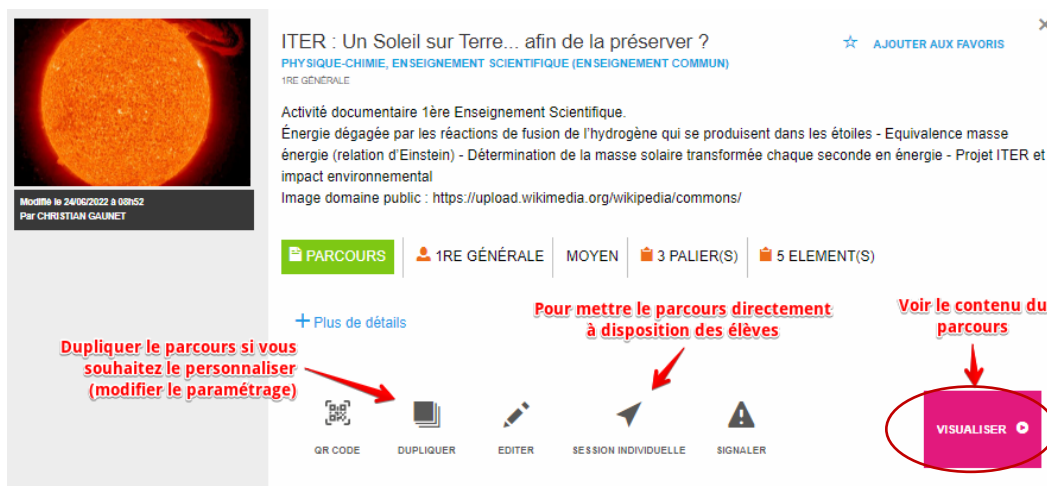 ITER : Un Soleil sur Terre... afin de la préserver ?
AJOUTER AUX FAVORIS
PHYSIQUE-CHIMIE, ENSEIGNEMENT SCIENTIFIQUE (ENSEIGNEMENT COMMUN)
1RE GÉNÉRALE
Activité documentaire 1ère Enseignement Scientifique.
Énergie dégagée par les réactions de fusion de l'hydrogène qui se produisent dans les étoiles - Equivalence masse
énergie (relation d'Einstein) - Détermination de la masse solaire transformée chaque seconde en énergie - Projet ITER et
impact environnemental
Image domaine public : https://upload.wikimedia.org/wikipedia/commons/
Modifié le 24/06/2022 à 08h52
Par CHRISTIAN GAUNET
PARCOURS
1RE GÉNÉRALE
MOYEN
3 PALIER(S)
5 ELEMENT(S)
+ Plus de détails
Pour mettre le parcours directement
à disposition des élèves
Voir le contenu du
parcours
Dupliquer le parcours si vous
souhaitez le personnaliser
(modifier le paramétrage)
QR CODE
DUPLIQUER
EDITER
SESSION INDIVIDUELLE
SIGNALER
VISUALISER